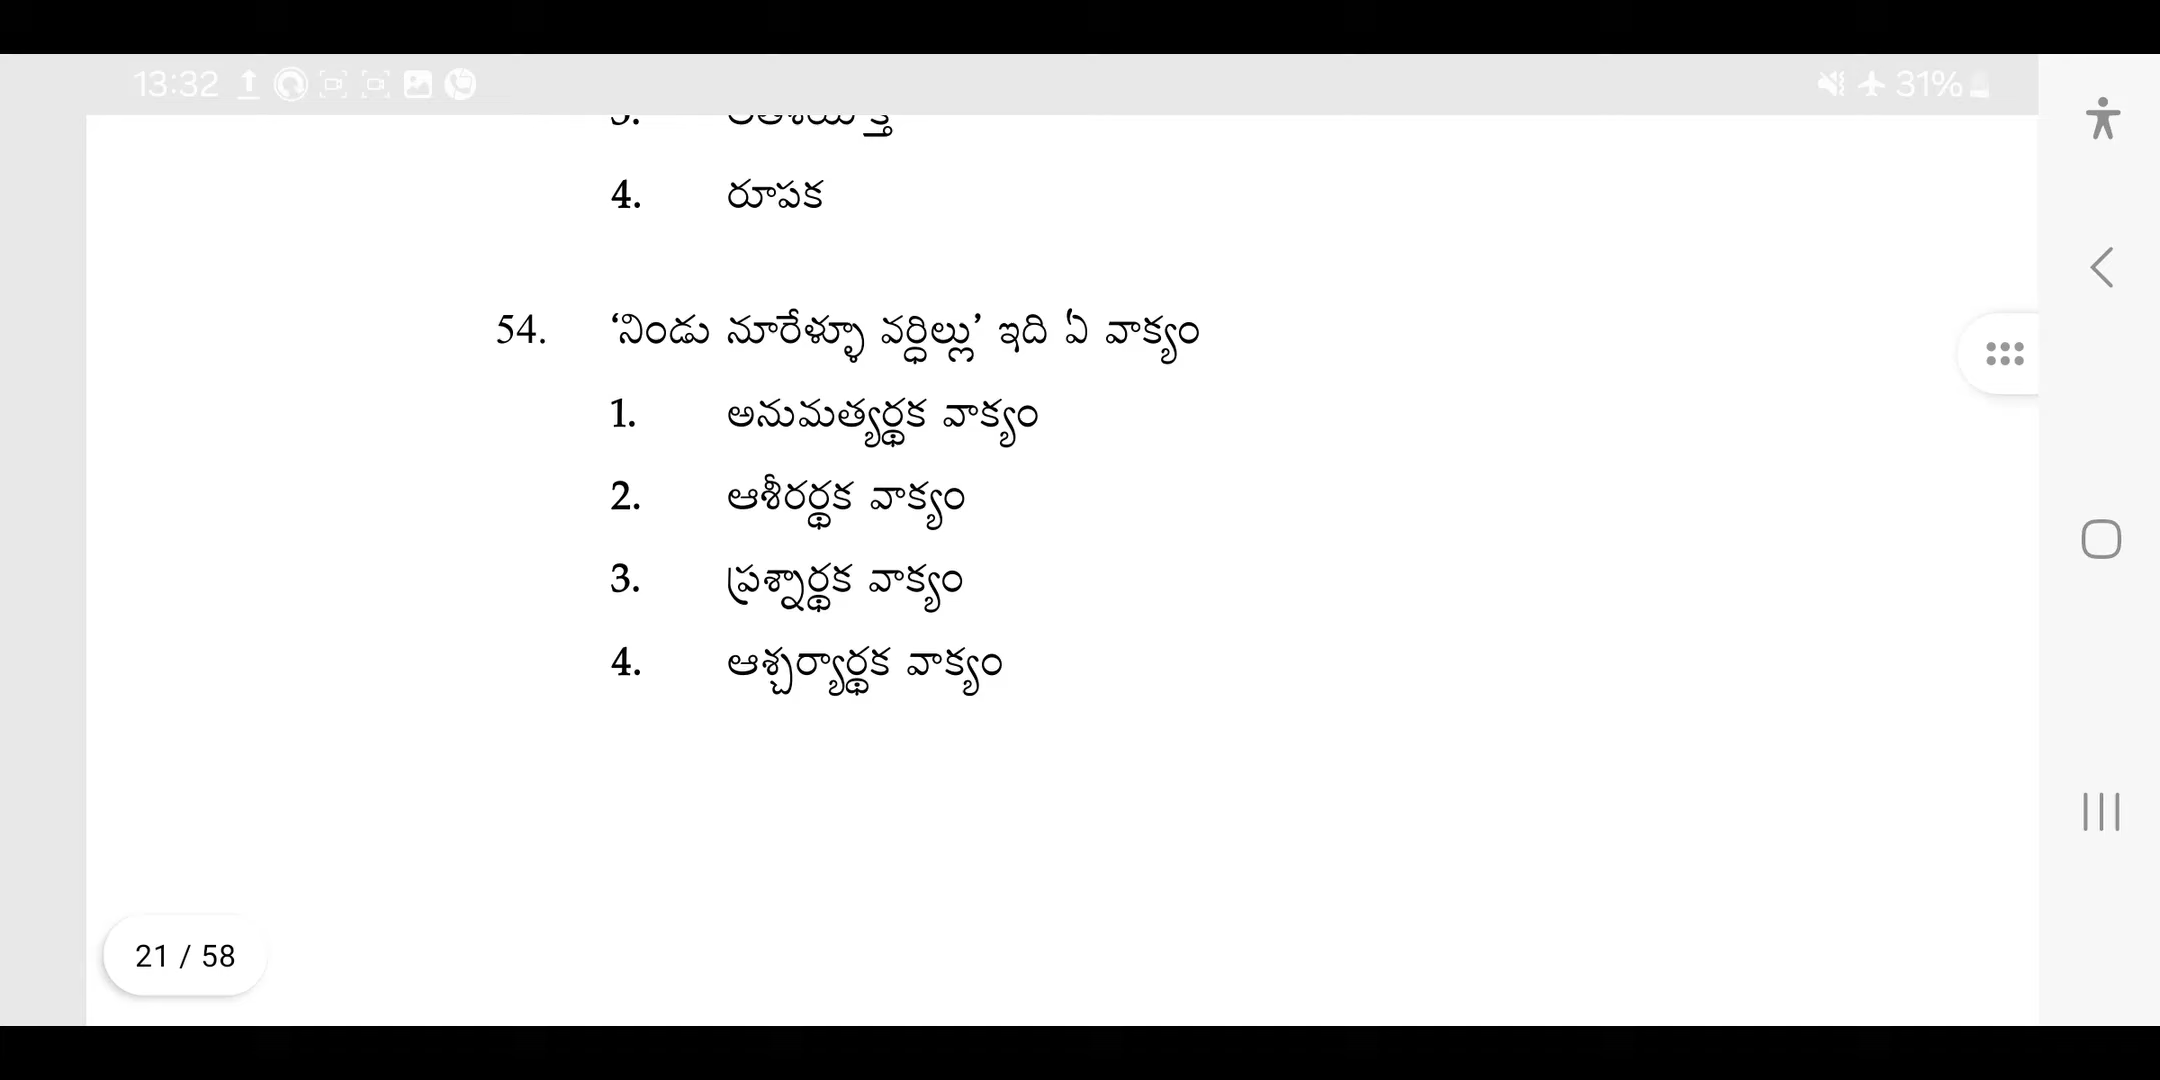 13:32 31%
4. రూపక
54. ‘నిండు నూరేళ్ళూ వర్ధిల్లు’ ఇది ఏ వాక్యం
1. అనుమత్యర్థక వాక్యం
2. ఆశీరర్థక వాక్యం
3. ప్రశ్నార్థక వాక్యం
4. ఆశ్చర్యార్థక వాక్యం
21 / 58